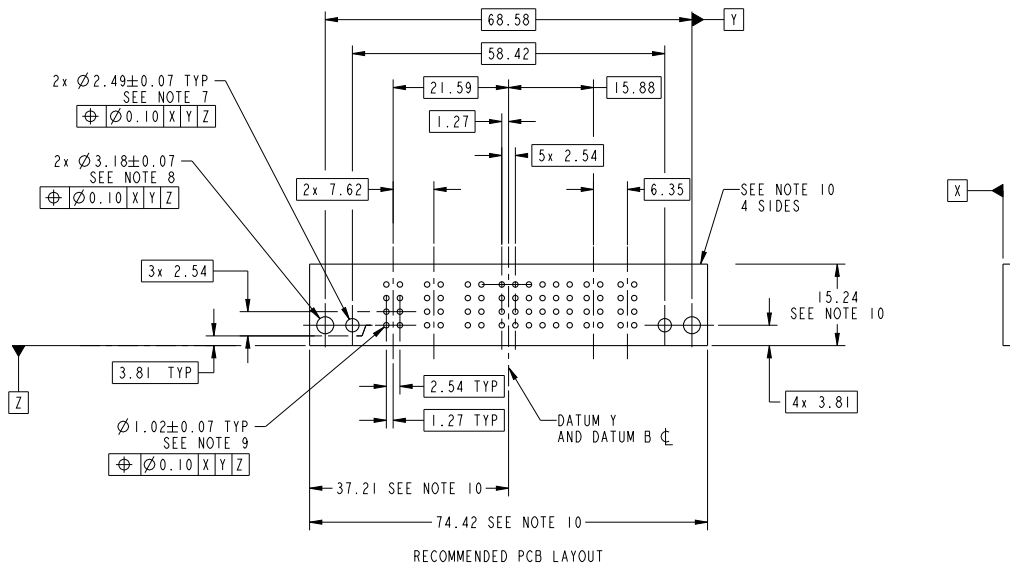 68.58
Y
58.42
2x Ø2.49±0.07 TYP
SEE NOTE 7
⌖ Ø0.10 X Y Z
21.59
15.88
1.27
5x 2.54
2x Ø3.18±0.07
SEE NOTE 8
⌖ Ø0.10 X Y Z
2x 7.62
6.35
SEE NOTE 10
4 SIDES
X
3x 2.54
15.24
SEE NOTE 10
3.81 TYP
2.54 TYP
4x 3.81
Z
1.27 TYP
DATUM Y
AND DATUM B ℄
Ø1.02±0.07 TYP
SEE NOTE 9
⌖ Ø0.10 X Y Z
37.21 SEE NOTE 10
74.42 SEE NOTE 10
RECOMMENDED PCB LAYOUT